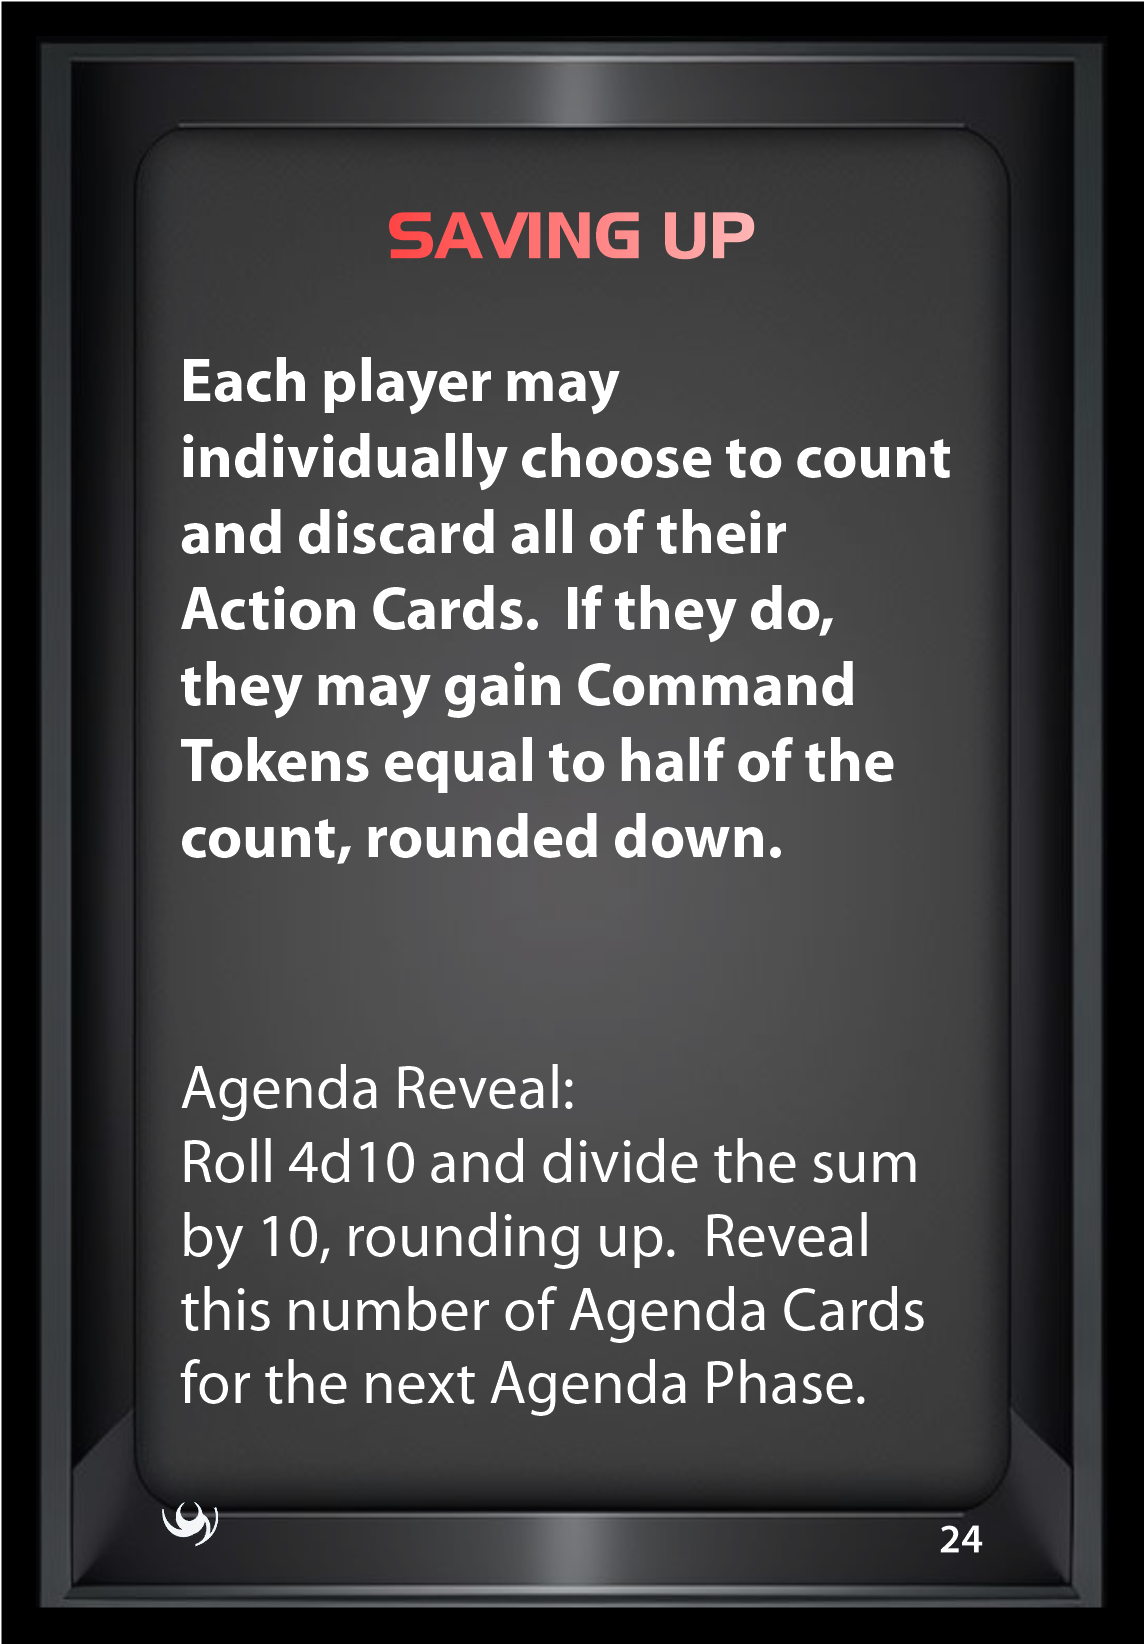 SAVING UP
Each player may
individually choose to count
and discard all of their
Action Cards.  If they do,
they may gain Command
Tokens equal to half of the
count, rounded down.
Agenda Reveal:
Roll 4d10 and divide the sum
by 10, rounding up.  Reveal
this number of Agenda Cards
for the next Agenda Phase.
24